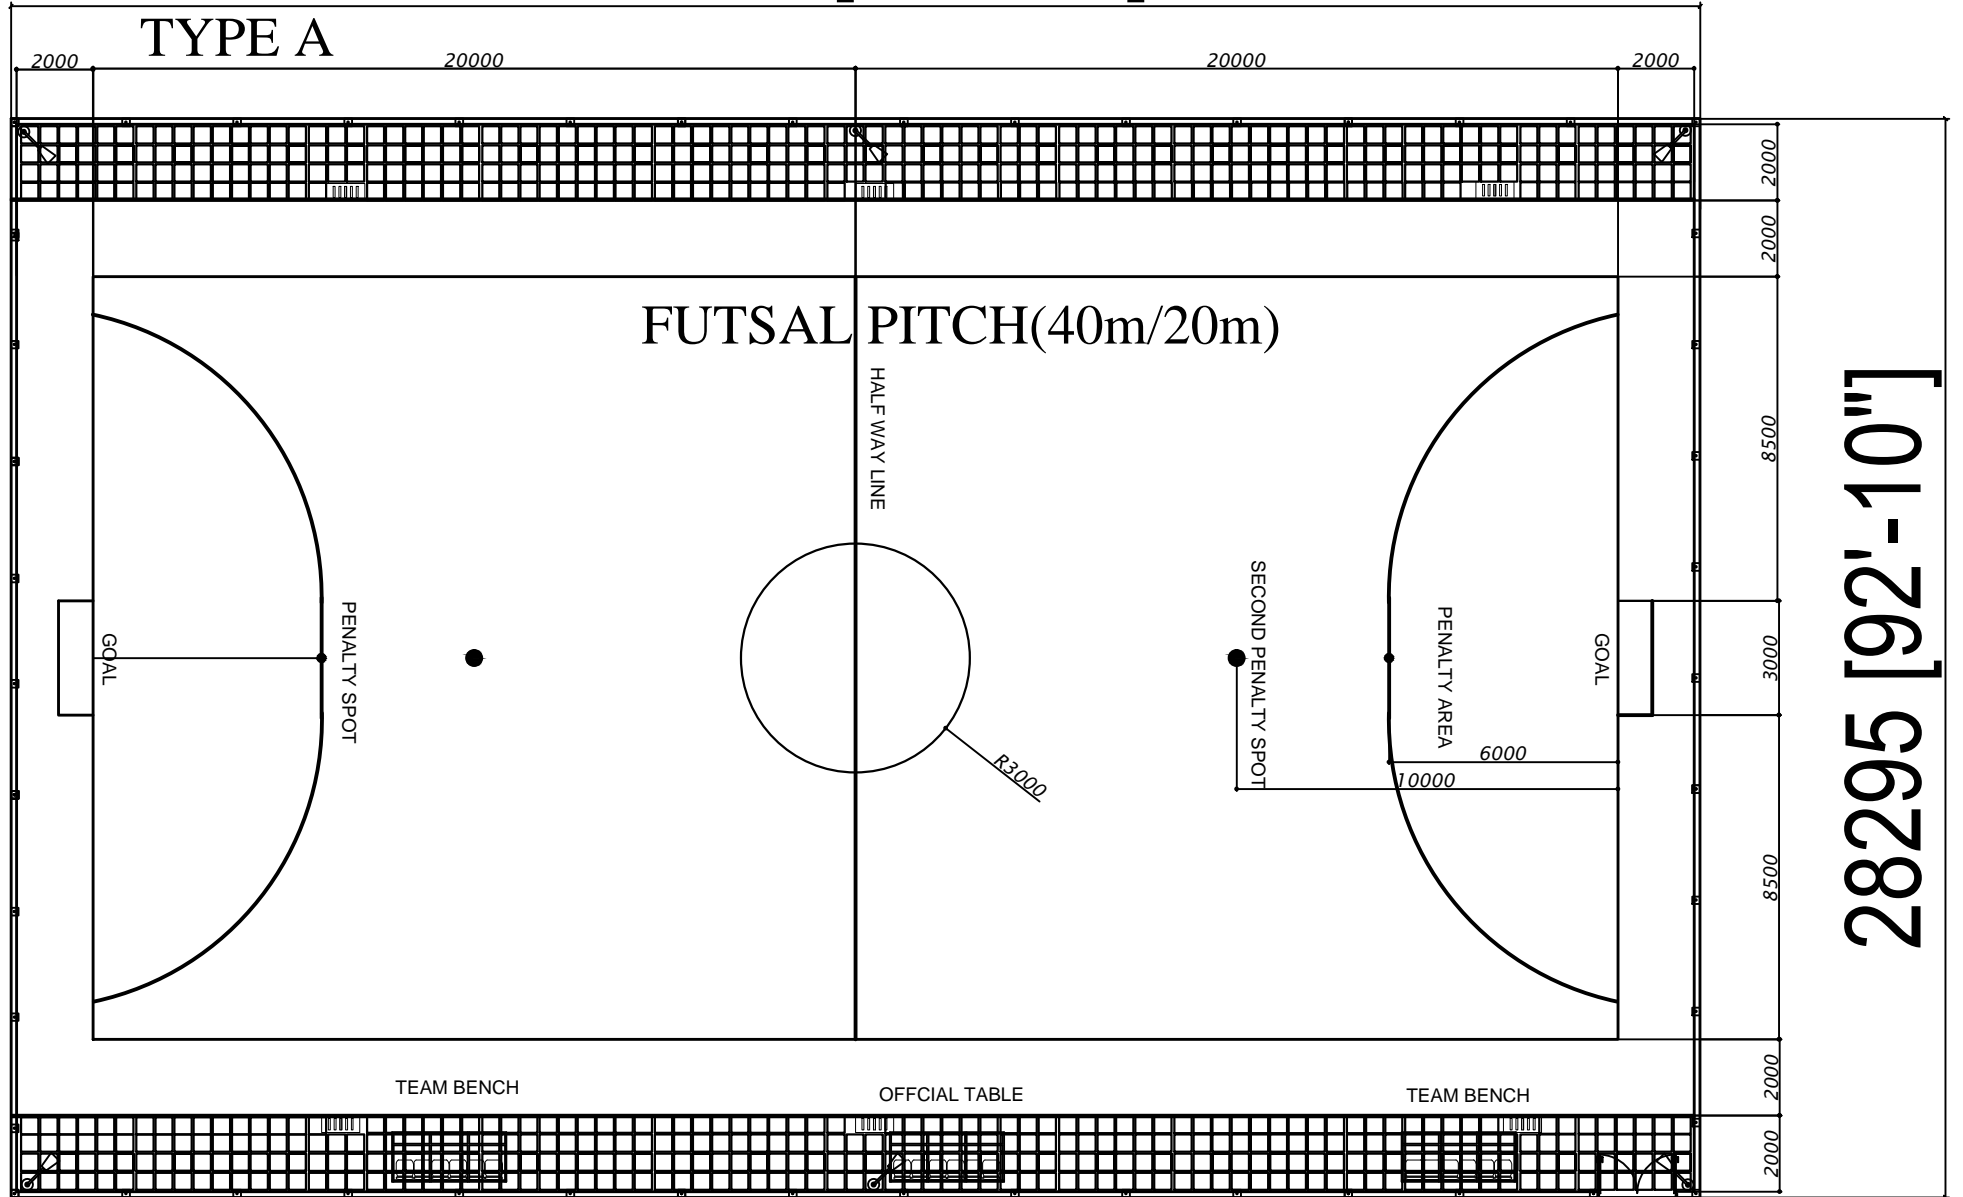 TYPE A
2000
20000
20000
2000
2000
2000
FUTSAL PITCH(40m/20m)
HALF WAY LINE
8500
28295 [92'-10"]
SECOND PENALTY SPOT
PENALTY SPOT
PENALTY AREA
GOAL
GOAL
3000
6000
10000
R3000
8500
TEAM BENCH
OFFCIAL TABLE
TEAM BENCH
2000
2000